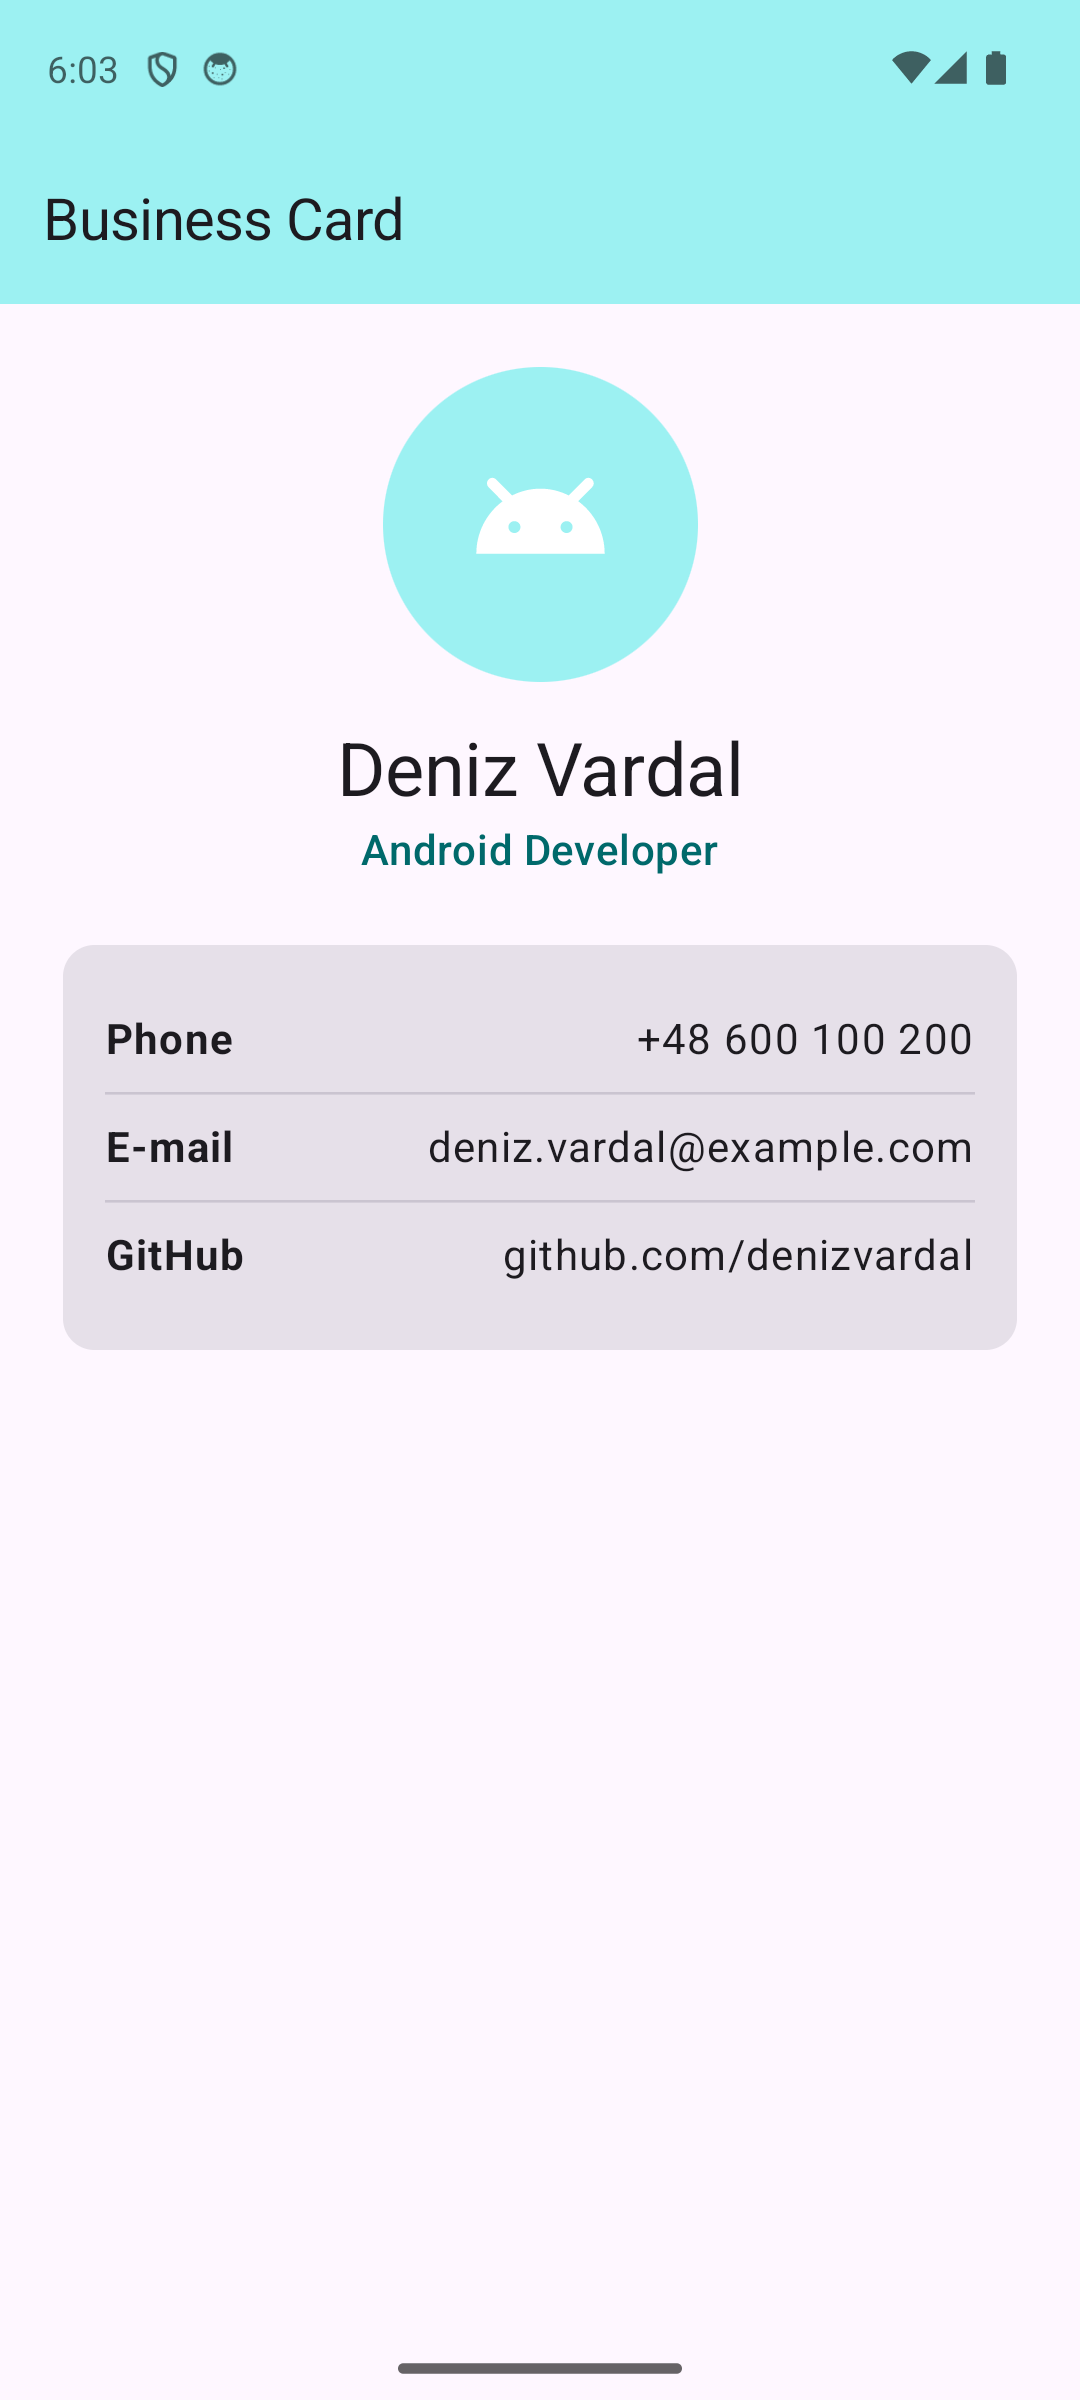 6:03
Business Card
Deniz Vardal
Android Developer
Phone +48 600 100 200
E-mail deniz.vardal@example.com
GitHub github.com/denizvardal